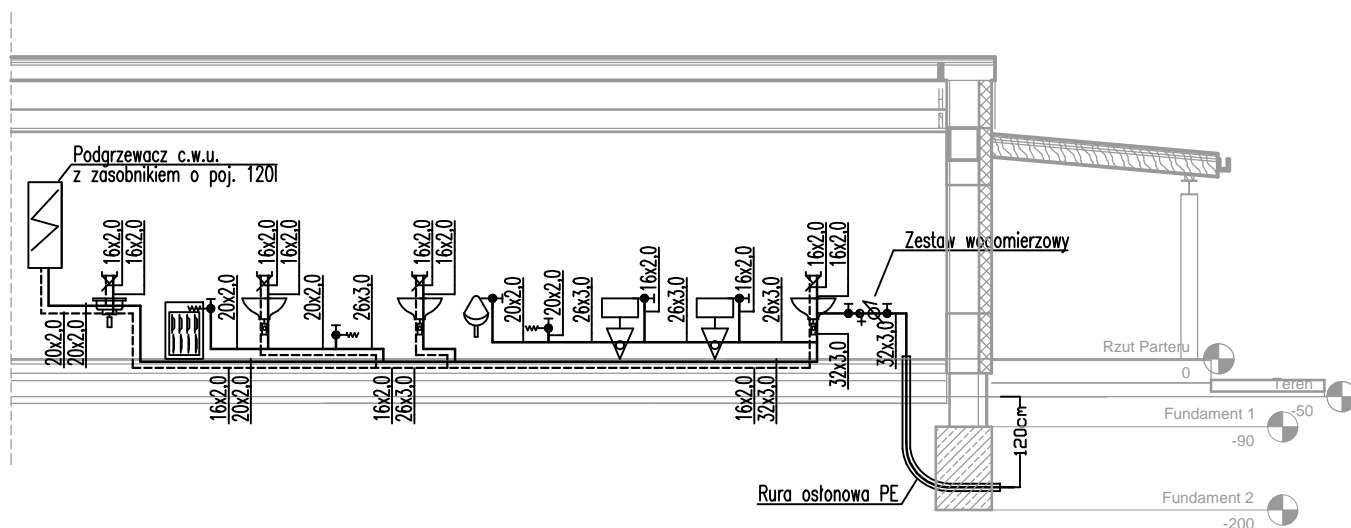 Podgrzewacz c.w.u.
z zasobnikiem o poj. 120l
16x2,0
16x2,0
16x2,0
16x2,0
16x2,0
16x2,0
16x2,0
16x2,0
Zestaw wodomierzowy
20x2,0
20x2,0
26x3,0
20x2,0
20x2,0
26x3,0
16x2,0
26x3,0
16x2,0
26x3,0
20x2,0
20x2,0
32x3,0
32x3,0
16x2,0
20x2,0
16x2,0
26x3,0
16x2,0
32x3,0
Rzut Parteru
0
Teren
-50
Fundament 1
-90
120cm
Rura osłonowa PE
Fundament 2
-200